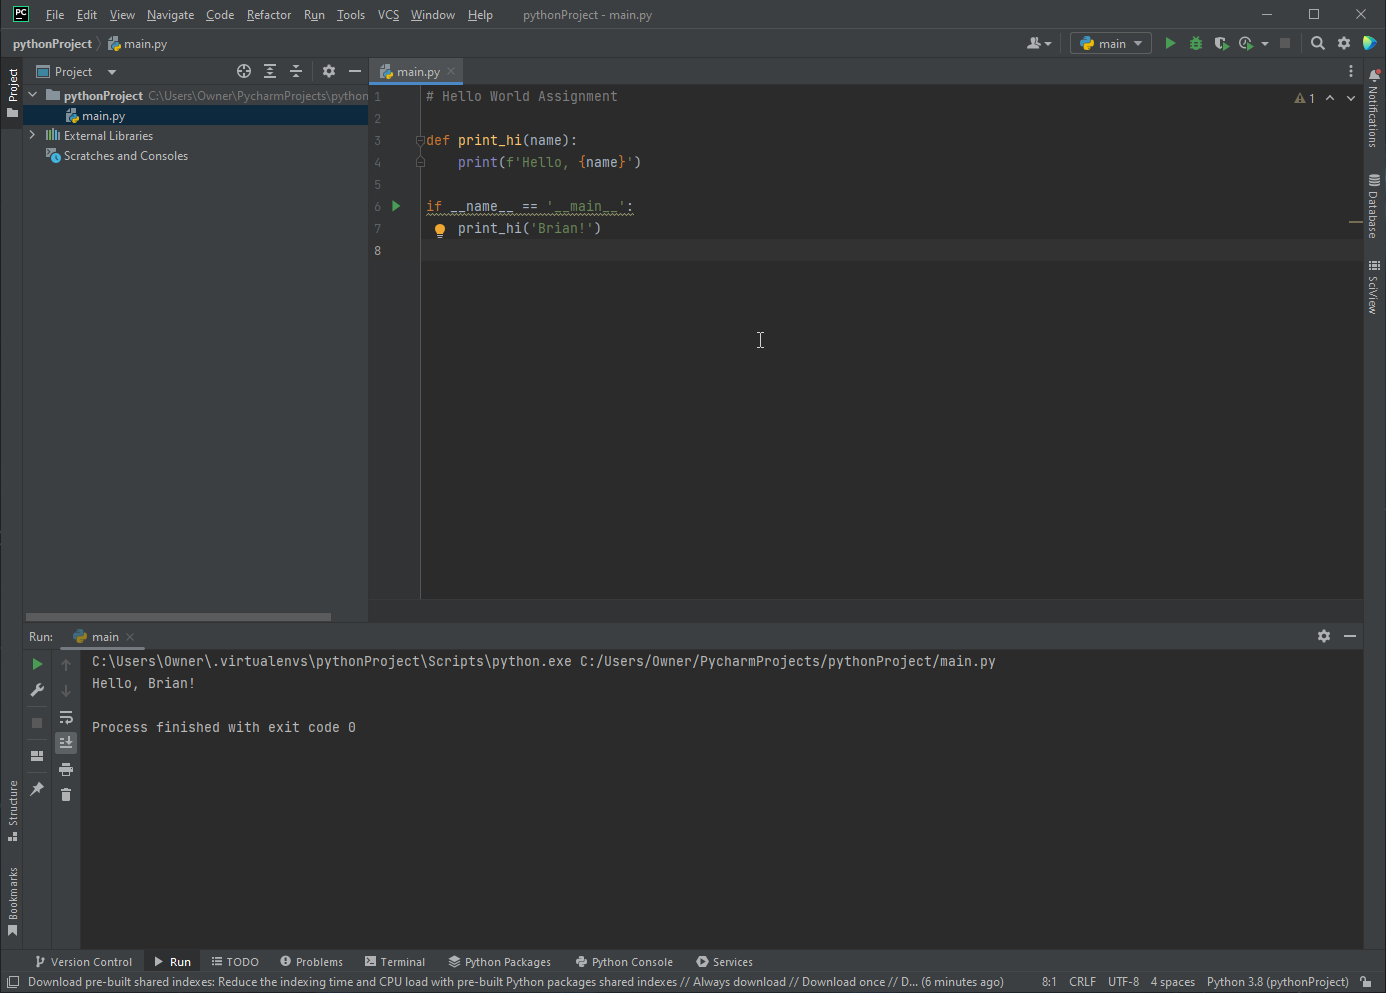 PC File Edit View Navigate Code Refactor Run Tools VCS Window Help pythonProject - main.py
pythonProject main.py main
Project
Project
pythonProject C:\Users\Owner\PycharmProjects\python
main.py
External Libraries
Scratches and Consoles
main.py
1 # Hello World Assignment
2
3 def print_hi(name):
4 print(f'Hello, {name}')
5
6 if __name__ == '__main__':
7 print_hi('Brian!')
8
1
Notifications
Database
SciView
Run: main
C:\Users\Owner\.virtualenvs\pythonProject\Scripts\python.exe C:/Users/Owner/PycharmProjects/pythonProject/main.py
Hello, Brian!
Process finished with exit code 0
Structure
Bookmarks
Version Control Run TODO Problems Terminal Python Packages Python Console Services
Download pre-built shared indexes: Reduce the indexing time and CPU load with pre-built Python packages shared indexes // Always download // Download once // D... (6 minutes ago) 8:1 CRLF UTF-8 4 spaces Python 3.8 (pythonProject)